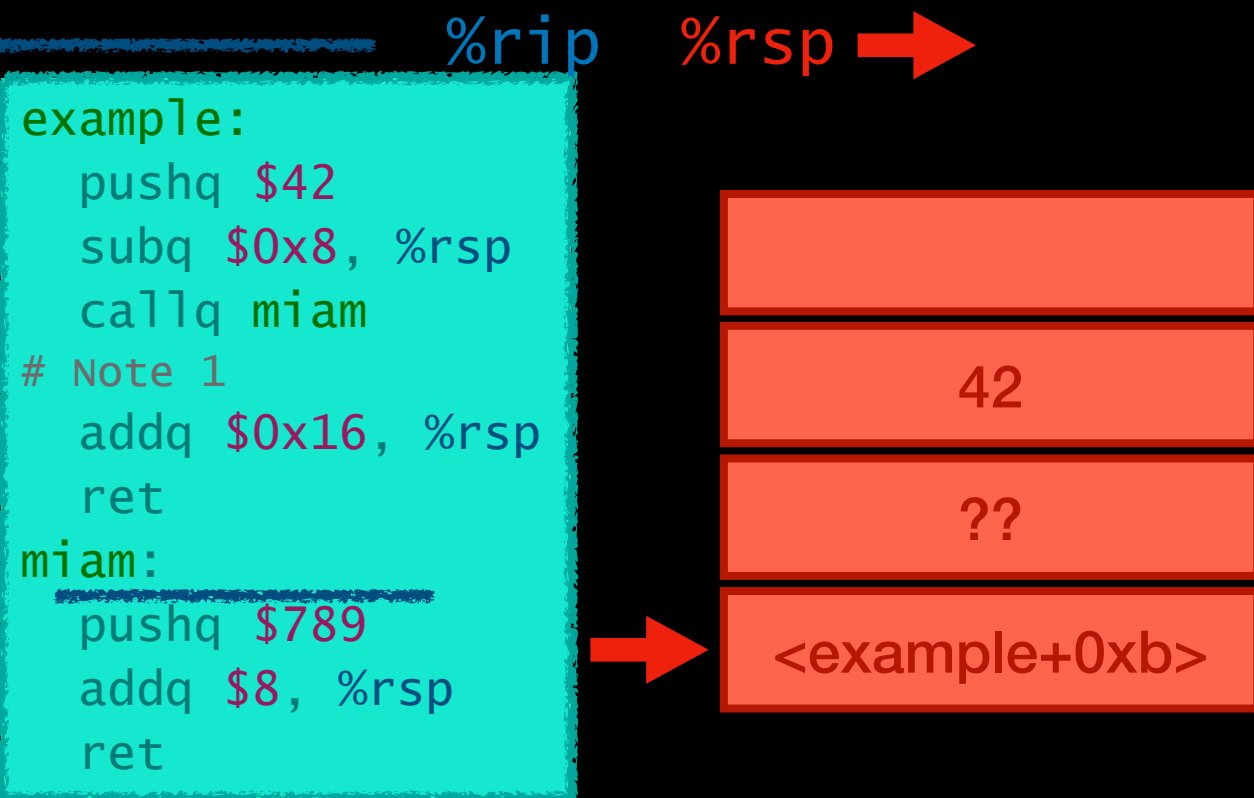 %rip %rsp
example:
pushq $42
subq $0x8, %rsp
callq miam
# Note 1
addq $0x16, %rsp
ret
miam:
pushq $789
addq $8, %rsp
ret
42
??
<example+0xb>